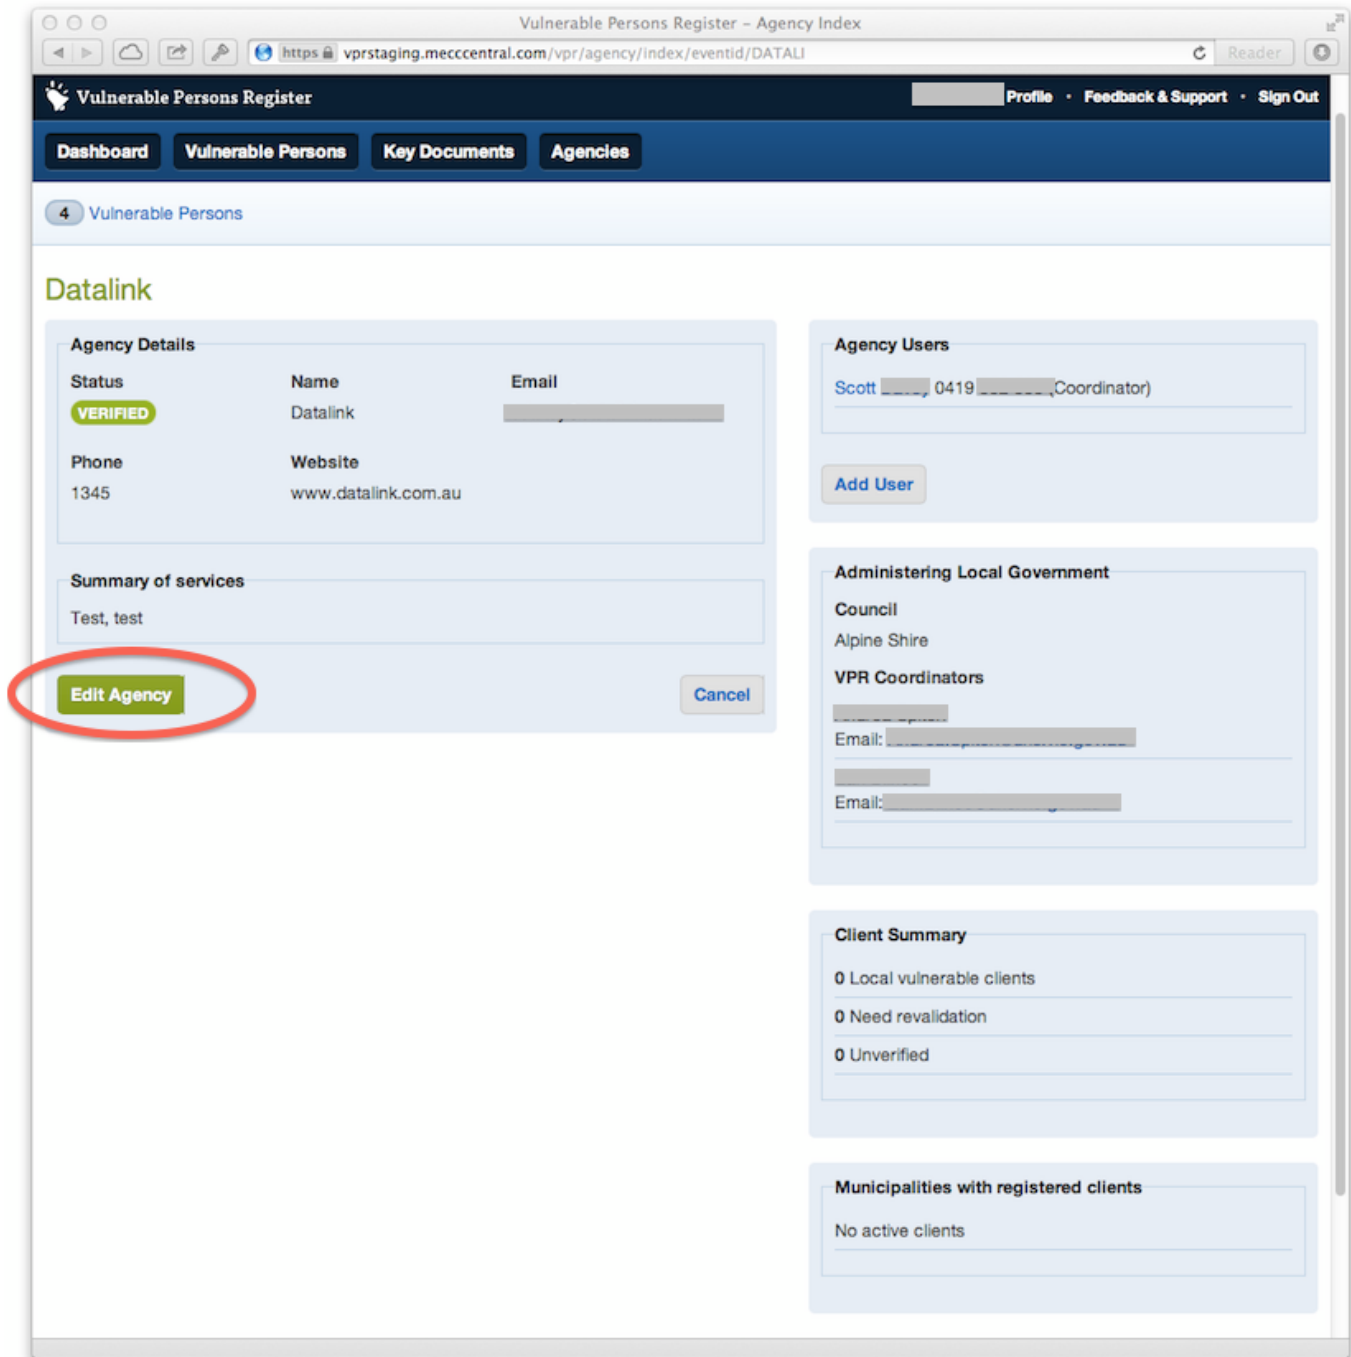 Vulnerable Persons Register – Agency Index
https vprstaging.mecccentral.com/vpr/agency/index/eventid/DATALI
Reader
Vulnerable Persons Register
Profile · Feedback & Support · Sign Out
Dashboard
Vulnerable Persons
Key Documents
Agencies
4 Vulnerable Persons
Datalink
Agency Details
Status
Name
Email
VERIFIED
Datalink
Phone
Website
1345
www.datalink.com.au
Summary of services
Test, test
Edit Agency
Cancel
Agency Users
Scott 0419 Coordinator)
Add User
Administering Local Government
Council
Alpine Shire
VPR Coordinators
Email:
Email:
Client Summary
0 Local vulnerable clients
0 Need revalidation
0 Unverified
Municipalities with registered clients
No active clients